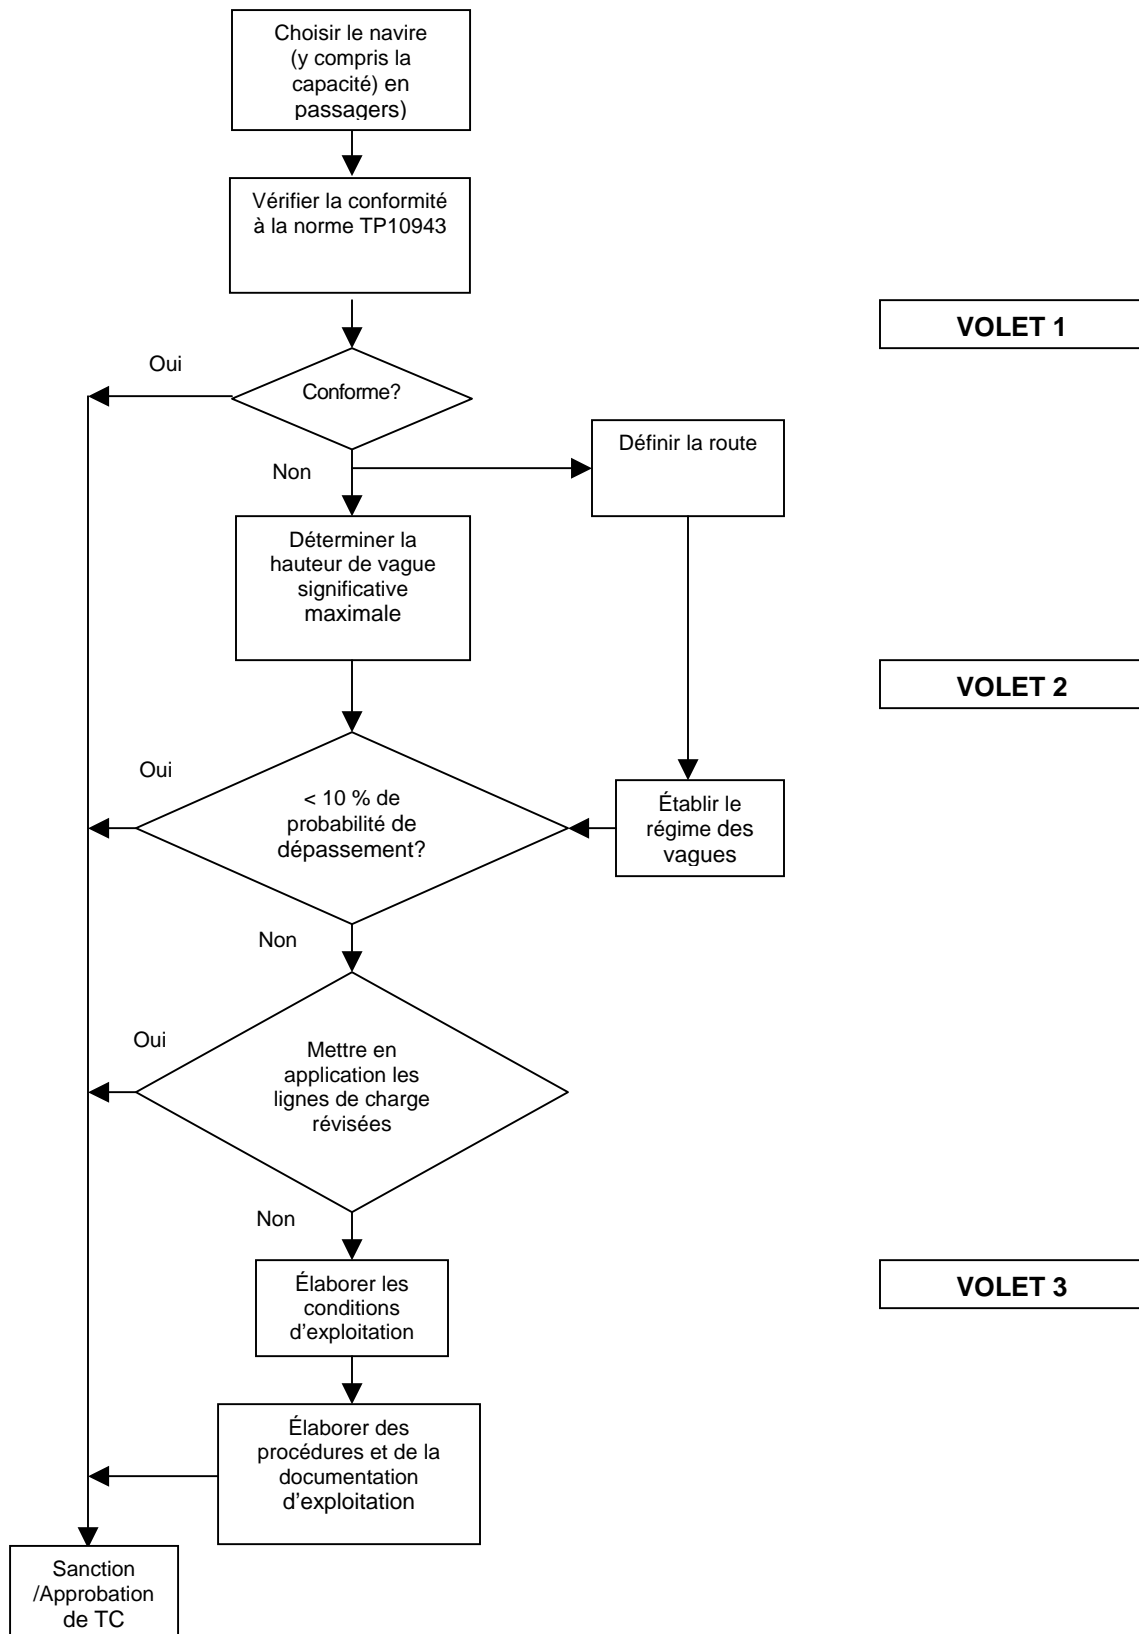 Choisir le navire
(y compris la
capacité) en
passagers)
Vérifier la conformité
à la norme TP10943
VOLET 1
Oui
Conforme?
Définir la route
Non
Déterminer la
hauteur de vague
significative
maximale
VOLET 2
Oui
< 10 % de
probabilité de
dépassement?
Établir le
régime des
vagues
Non
Oui
Mettre en
application les
lignes de charge
révisées
Non
Élaborer les
conditions
d'exploitation
VOLET 3
Élaborer des
procédures et de la
documentation
d'exploitation
Sanction
/Approbation
de TC